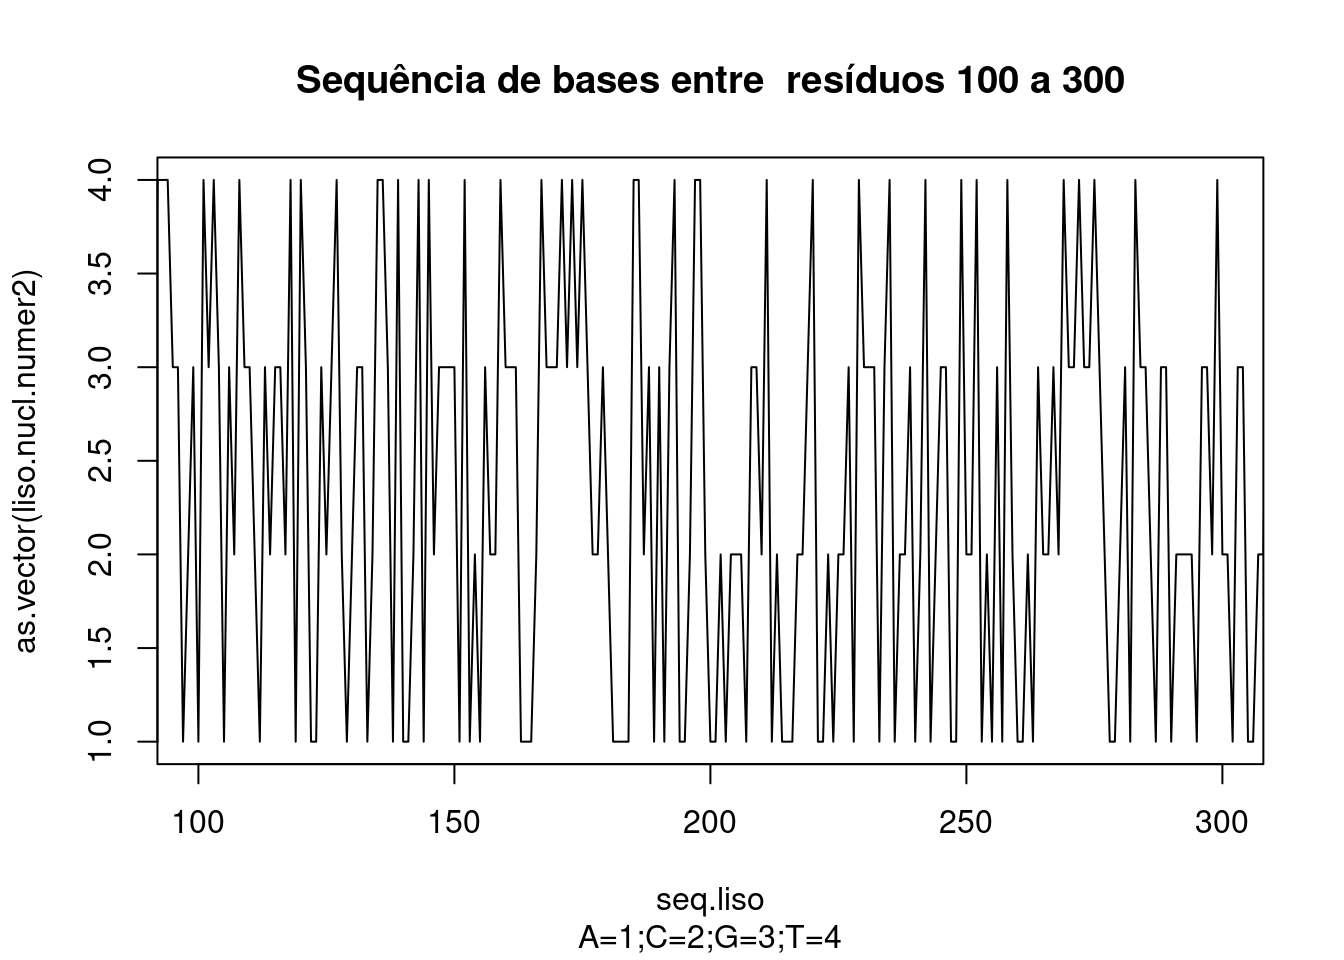 Sequência de bases entre  resíduos 100 a 300
as.vector(liso.nucl.numer2)
4.0
3.5
3.0
2.5
2.0
1.5
1.0
100 150 200 250 300
seq.liso
A=1;C=2;G=3;T=4